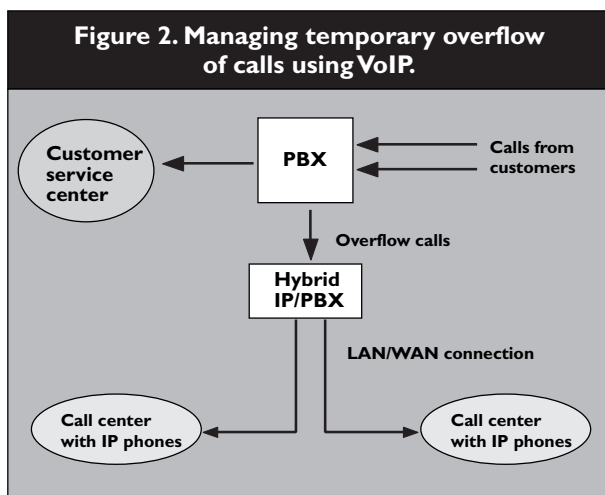 Figure 2. Managing temporary overflow
of calls using VoIP.
Customer
service
center
PBX
Calls from
customers
Overflow calls
Hybrid
IP/PBX
LAN/WAN connection
Call center
with IP phones
Call center
with IP phones